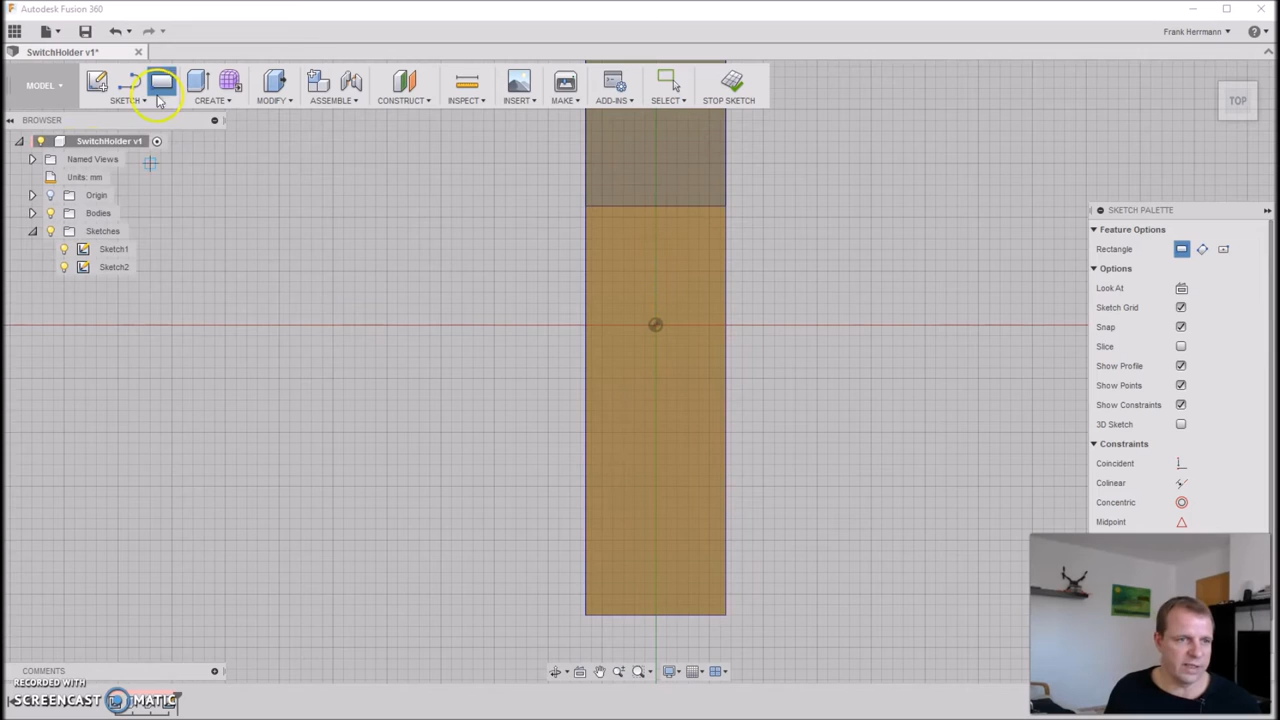 Autodesk Fusion 360
Frank Herrmann
SwitchHolder v1*
MODEL
SKETCH
CREATE
MODIFY
ASSEMBLE
CONSTRUCT
INSPECT
INSERT
MAKE
ADD-INS
SELECT
STOP SKETCH
TOP
BROWSER
SwitchHolder v1
Named Views
Units: mm
Origin
Bodies
Sketches
Sketch1
Sketch2
SKETCH PALETTE
Feature Options
Rectangle
Options
Look At
Sketch Grid
Snap
Slice
Show Profile
Show Points
Show Constraints
3D Sketch
Constraints
Coincident
Colinear
Concentric
Midpoint
COMMENTS
RECORDED WITH
SCREENCAST MATIC